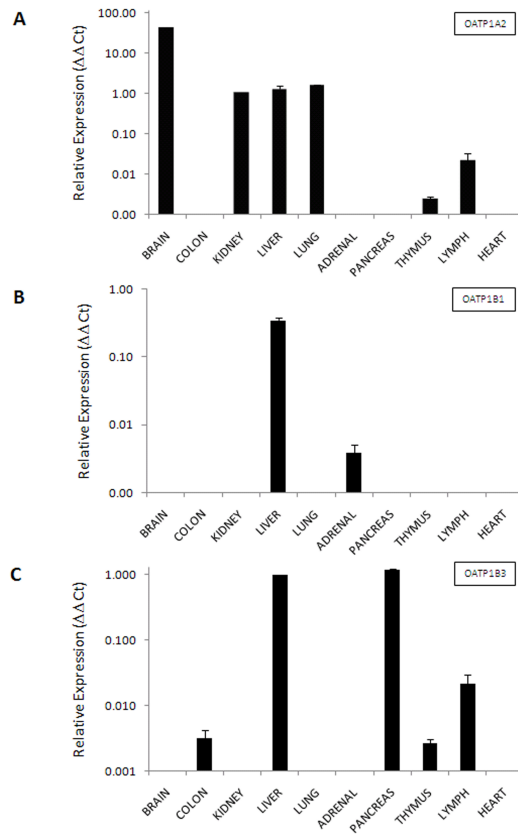 A
OATP1A2
Relative Expression (ΔΔCt)
100.00
10.00
1.00
0.10
0.01
0.00
BRAIN COLON KIDNEY LIVER LUNG ADRENAL PANCREAS THYMUS LYMPH HEART
B
OATP1B1
Relative Expression (ΔΔCt)
1.00
0.10
0.01
0.00
BRAIN COLON KIDNEY LIVER LUNG ADRENAL PANCREAS THYMUS LYMPH HEART
C
OATP1B3
Relative Expression (ΔΔCt)
1.000
0.100
0.010
0.001
BRAIN COLON KIDNEY LIVER LUNG ADRENAL PANCREAS THYMUS LYMPH HEART